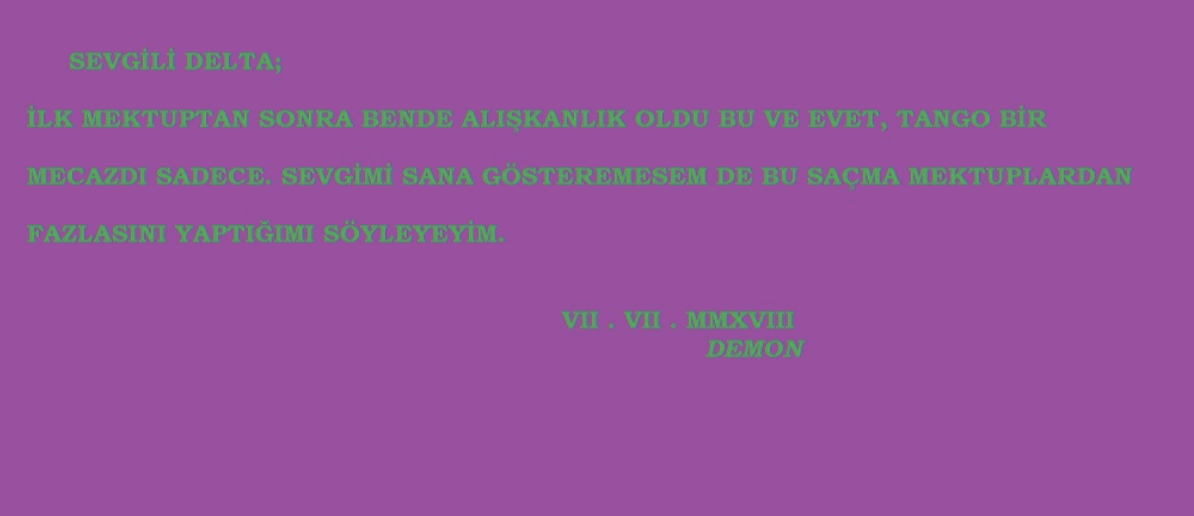 SEVGİLİ DELTA;
İLK MEKTUPTAN SONRA BENDE ALIŞKANLIK OLDU BU VE EVET, TANGO BİR
MECAZDI SADECE. SEVGİMİ SANA GÖSTEREMESEM DE BU SAÇMA MEKTUPLARDAN
FAZLASINI YAPTIĞIMI SÖYLEYEYİM.
VII . VII . MMXVIII
DEMON